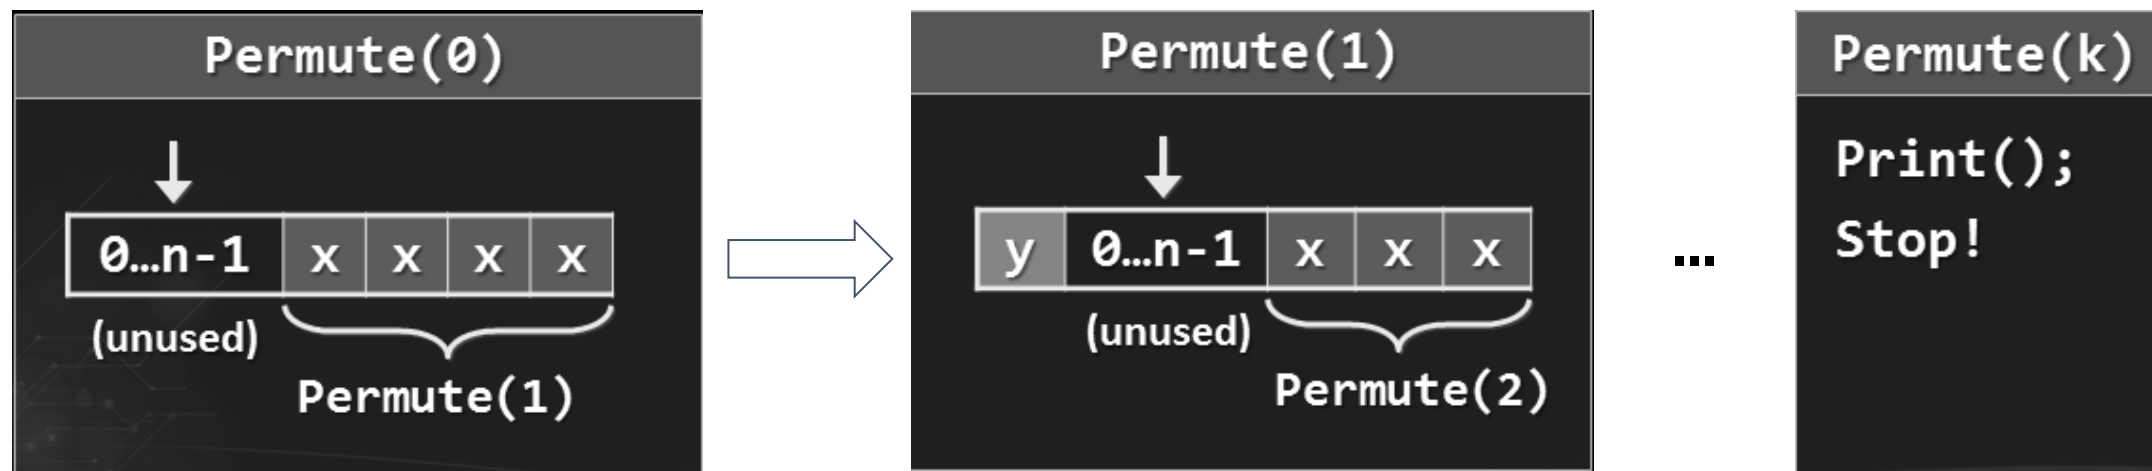 Permute(0)
0…n-1 x x x x
(unused)
Permute(1)
Permute(1)
y 0…n-1 x x x
(unused)
Permute(2)
...
Permute(k)
Print();
Stop!